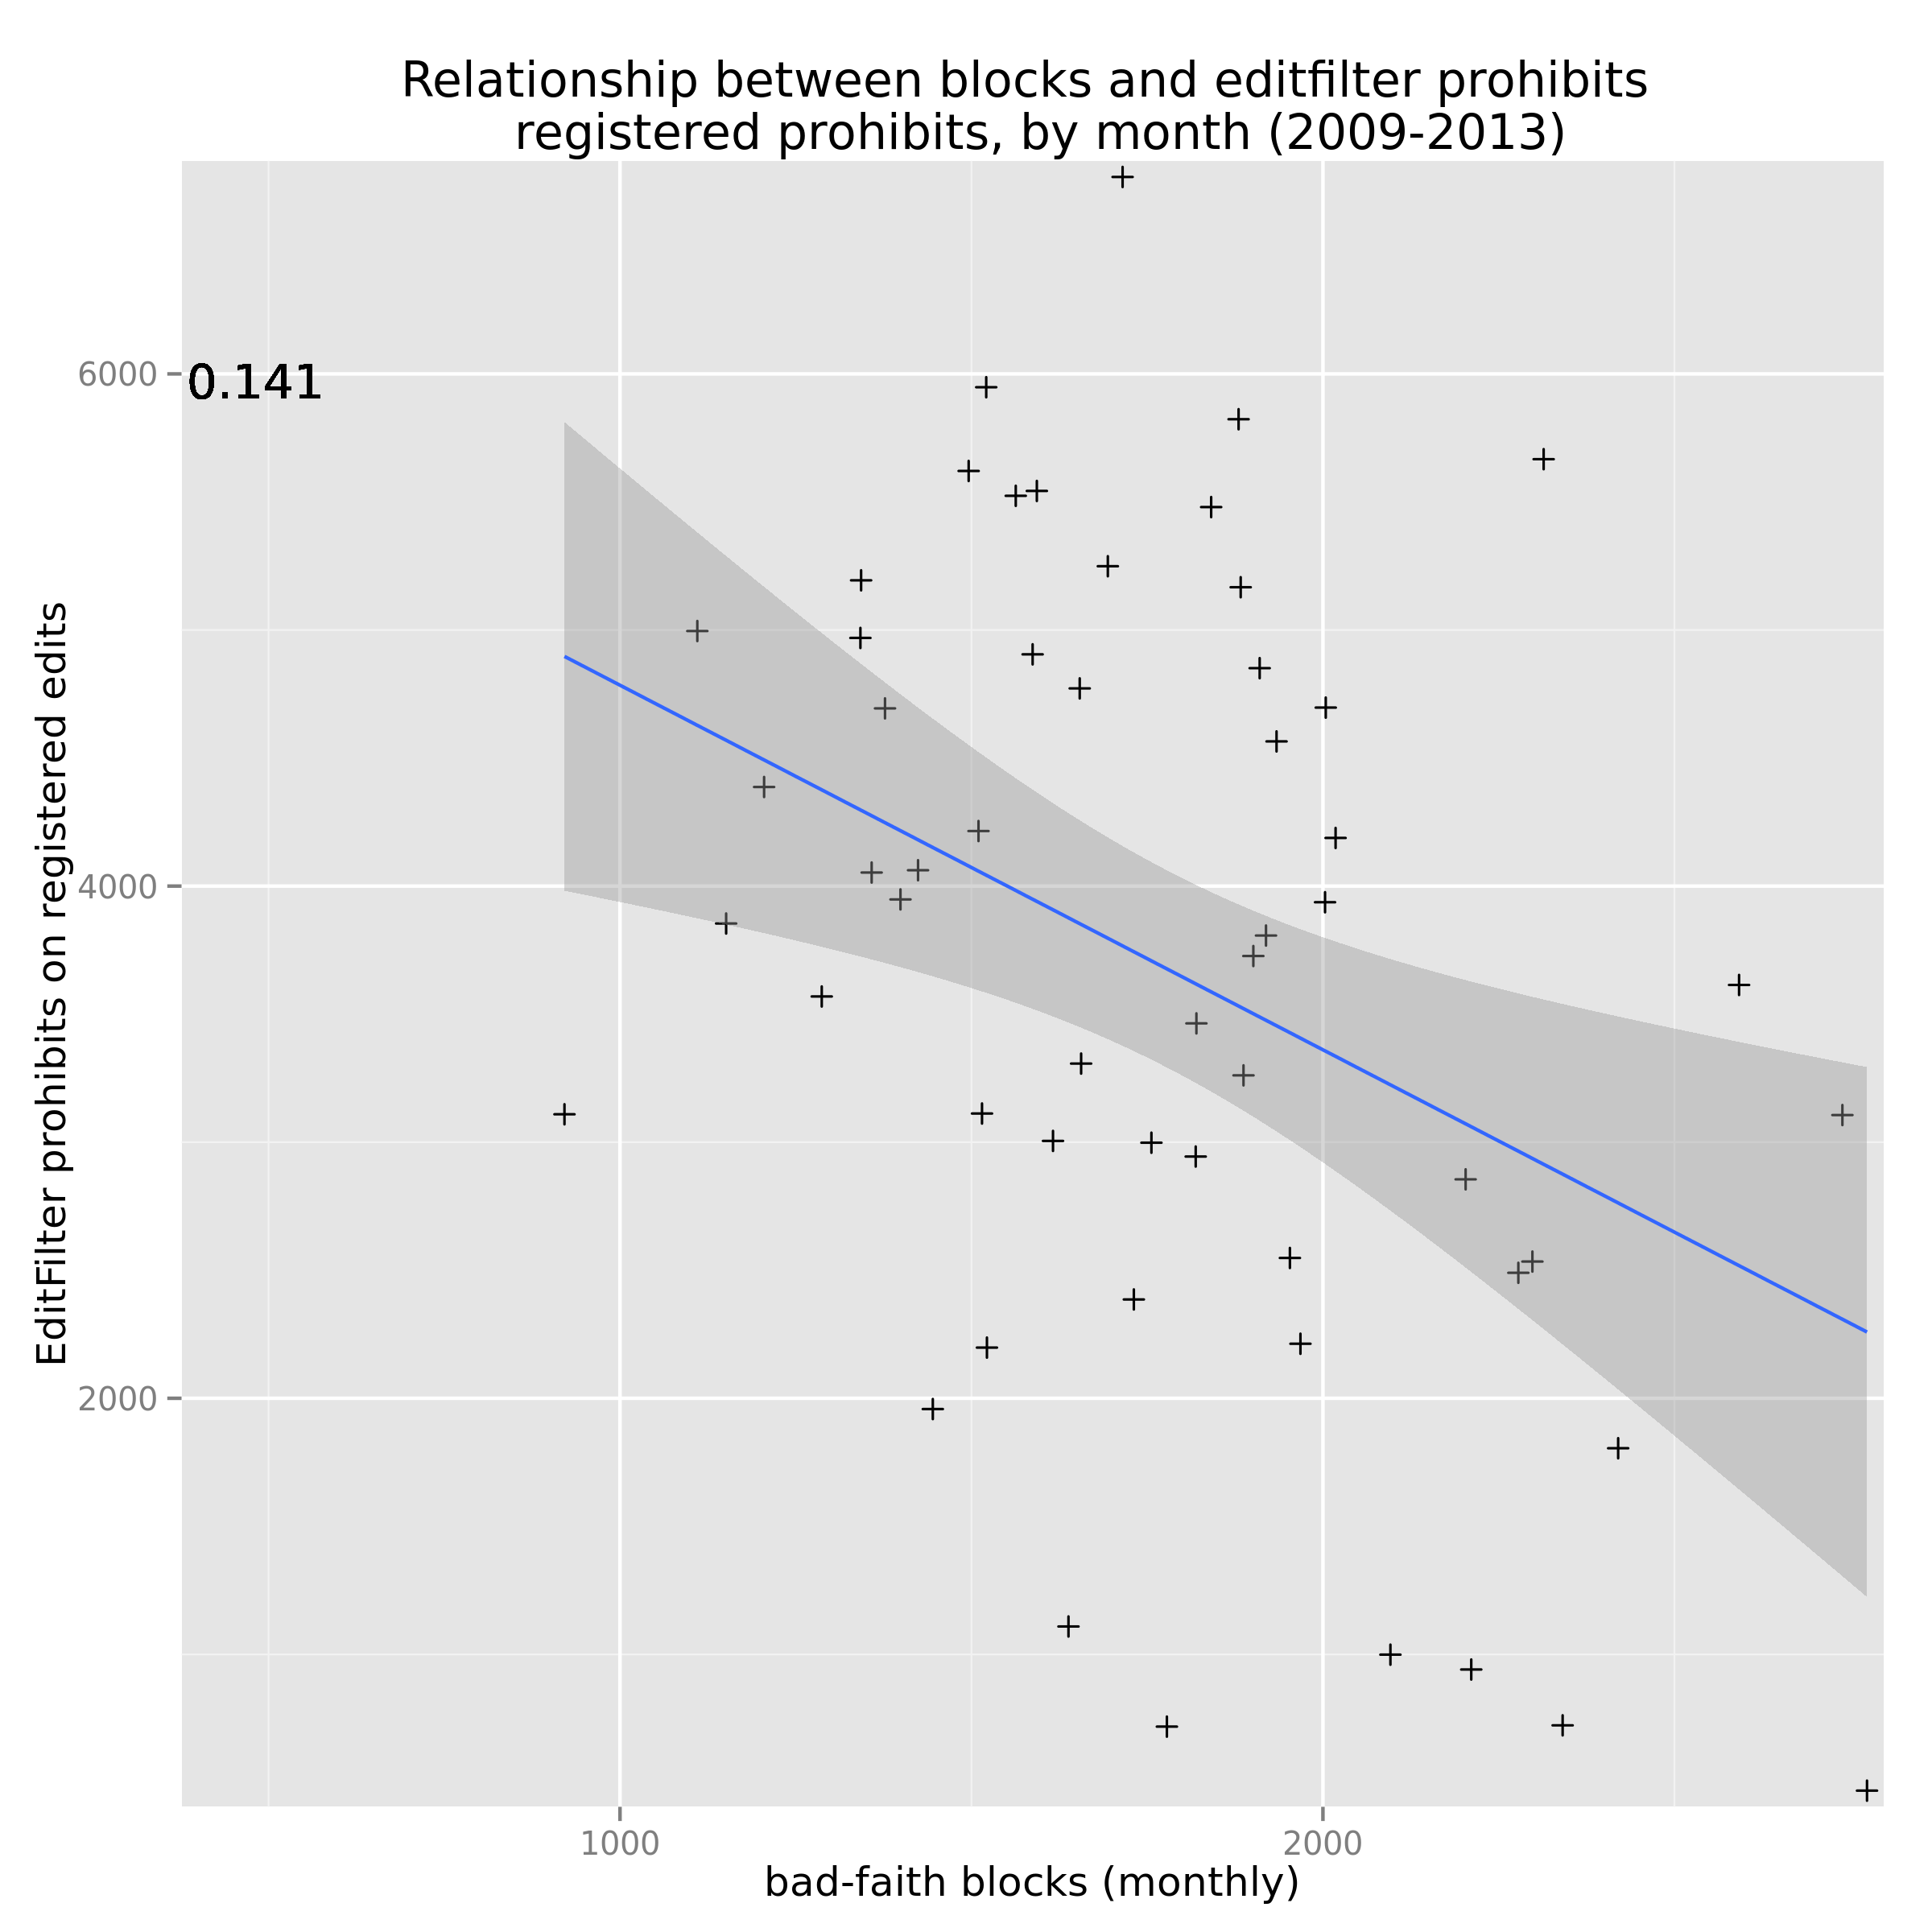 Relationship between blocks and editfilter prohibits
registered prohibits, by month (2009-2013)
6000
0.141
4000
2000
EditFilter prohibits on registered edits
1000
2000
bad-faith blocks (monthly)